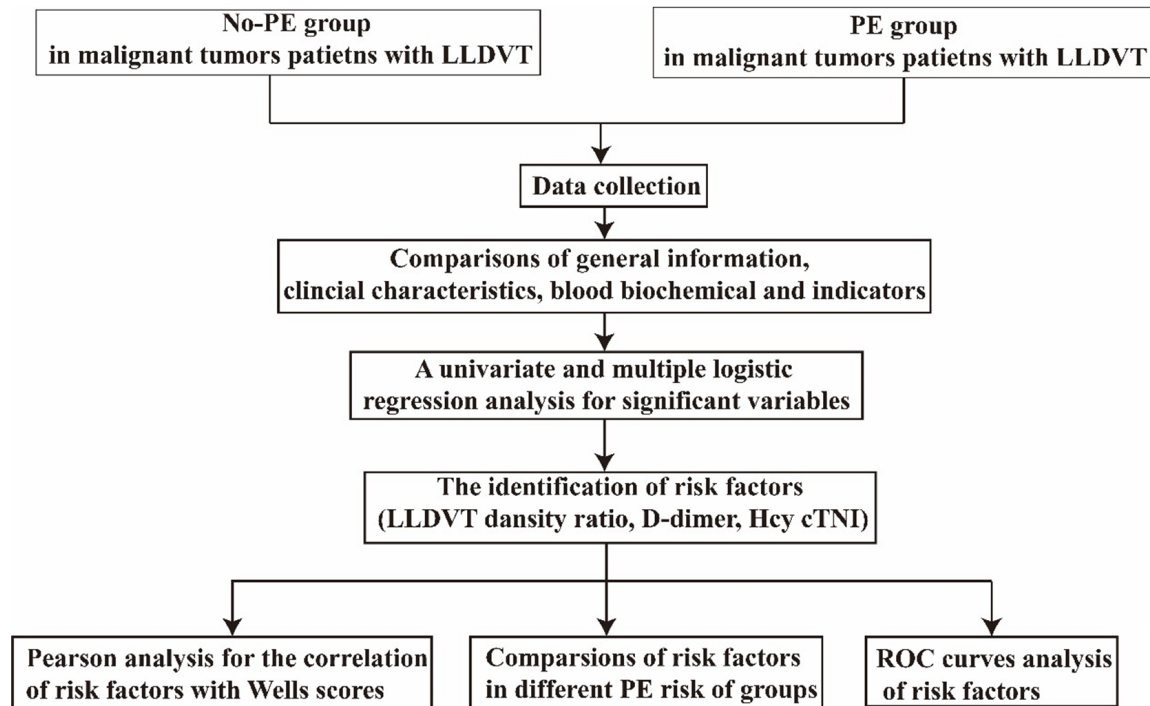 No-PE group
in malignant tumors patietns with LLDVT
PE group
in malignant tumors patietns with LLDVT
Data collection
Comparisons of general information,
clincial characteristics, blood biochemical and indicators
A univariate and multiple logistic
regression analysis for significant variables
The identification of risk factors
(LLDVT dansity ratio, D-dimer, Hcy cTNI)
Pearson analysis for the correlation
of risk factors with Wells scores
Comparsions of risk factors
in different PE risk of groups
ROC curves analysis
of risk factors